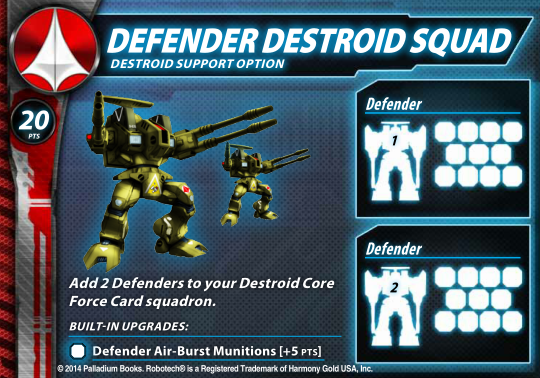 DEFENDER DESTROID SQUAD
DESTROID SUPPORT OPTION
20
PTS
Defender
1
Defender
2
Add 2 Defenders to your Destroid Core
Force Card squadron.
BUILT-IN UPGRADES:
Defender Air-Burst Munitions [+5 PTS]
© 2014 Palladium Books. Robotech® is a Registered Trademark of Harmony Gold USA, Inc.